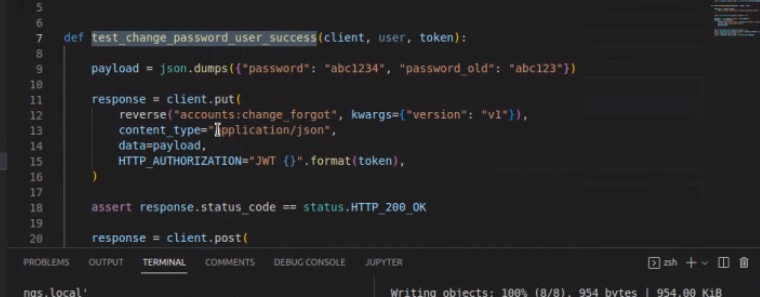 5
6
7 def test_change_password_user_success(client, user, token):
8
9 payload = json.dumps({"password": "abc1234", "password_old": "abc123"})
10
11 response = client.put(
12 reverse("accounts:change_forgot", kwargs={"version": "v1"}),
13 content_type="application/json",
14 data=payload,
15 HTTP_AUTHORIZATION="JWT {}".format(token),
16 )
17
18 assert response.status_code == status.HTTP_200_OK
19
20 response = client.post(
PROBLEMS OUTPUT TERMINAL COMMENTS DEBUG CONSOLE JUPYTER zsh
ngs.local' Writing objects: 100% (8/8), 954 bytes | 954.00 KiB